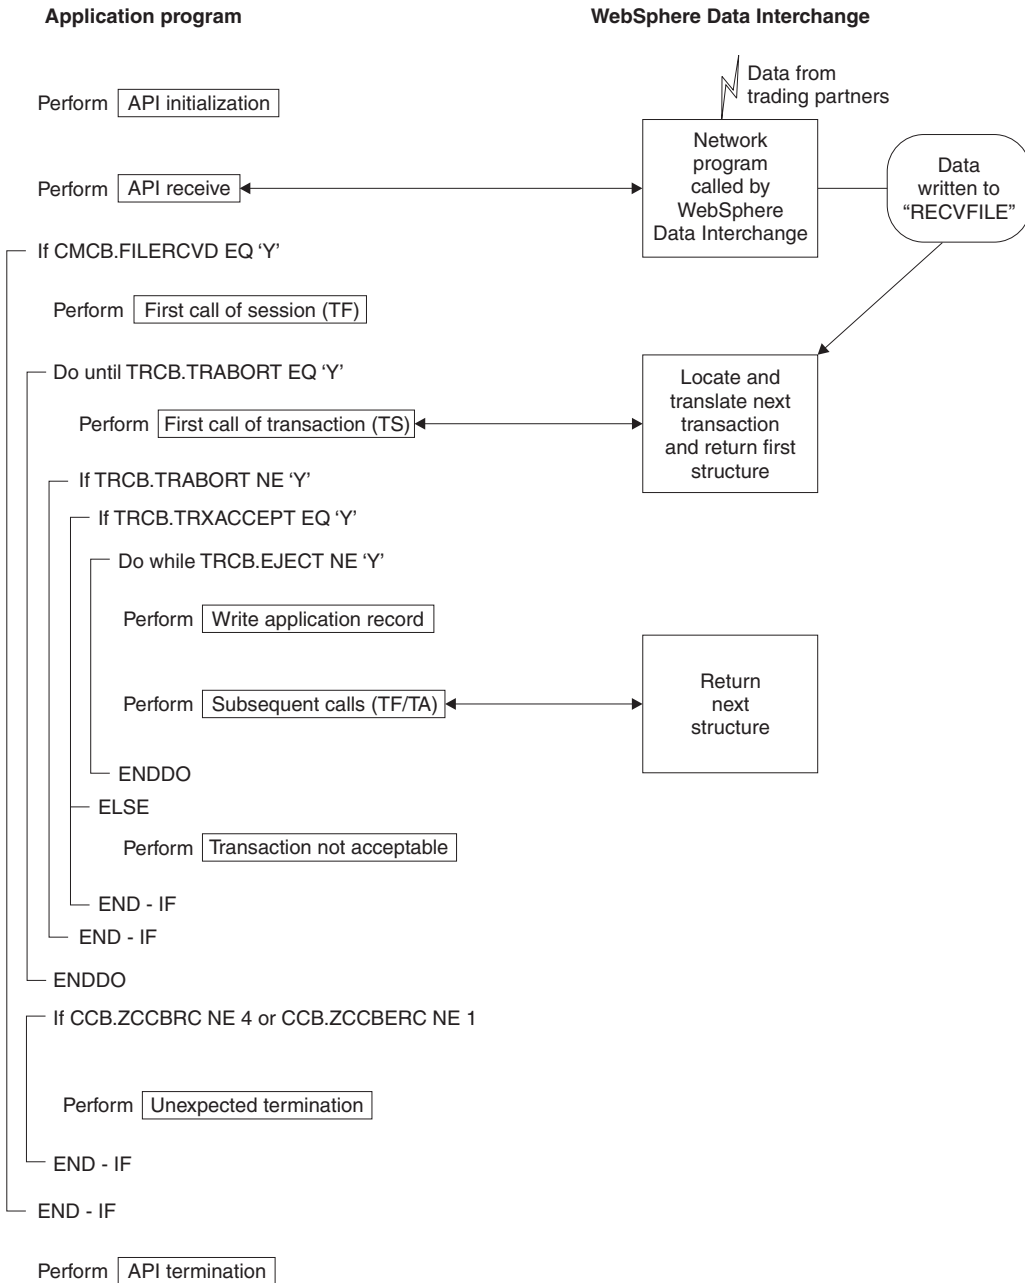 Application program
WebSphere Data Interchange
Data from
trading partners
Perform API initialization
Network
program
called by
WebSphere
Data Interchange
Data
written to
“RECVFILE”
Perform API receive
If CMCB.FILERCVD EQ ‘Y’
Perform First call of session (TF)
Do until TRCB.TRABORT EQ ‘Y’
Locate and
translate next
transaction
and return first
structure
Perform First call of transaction (TS)
If TRCB.TRABORT NE ‘Y’
If TRCB.TRXACCEPT EQ ‘Y’
Do while TRCB.EJECT NE ‘Y’
Perform Write application record
Perform Subsequent calls (TF/TA)
Return
next
structure
ENDDO
ELSE
Perform Transaction not acceptable
END - IF
END - IF
ENDDO
If CCB.ZCCBRC NE 4 or CCB.ZCCBERC NE 1
Perform Unexpected termination
END - IF
END - IF
Perform API termination